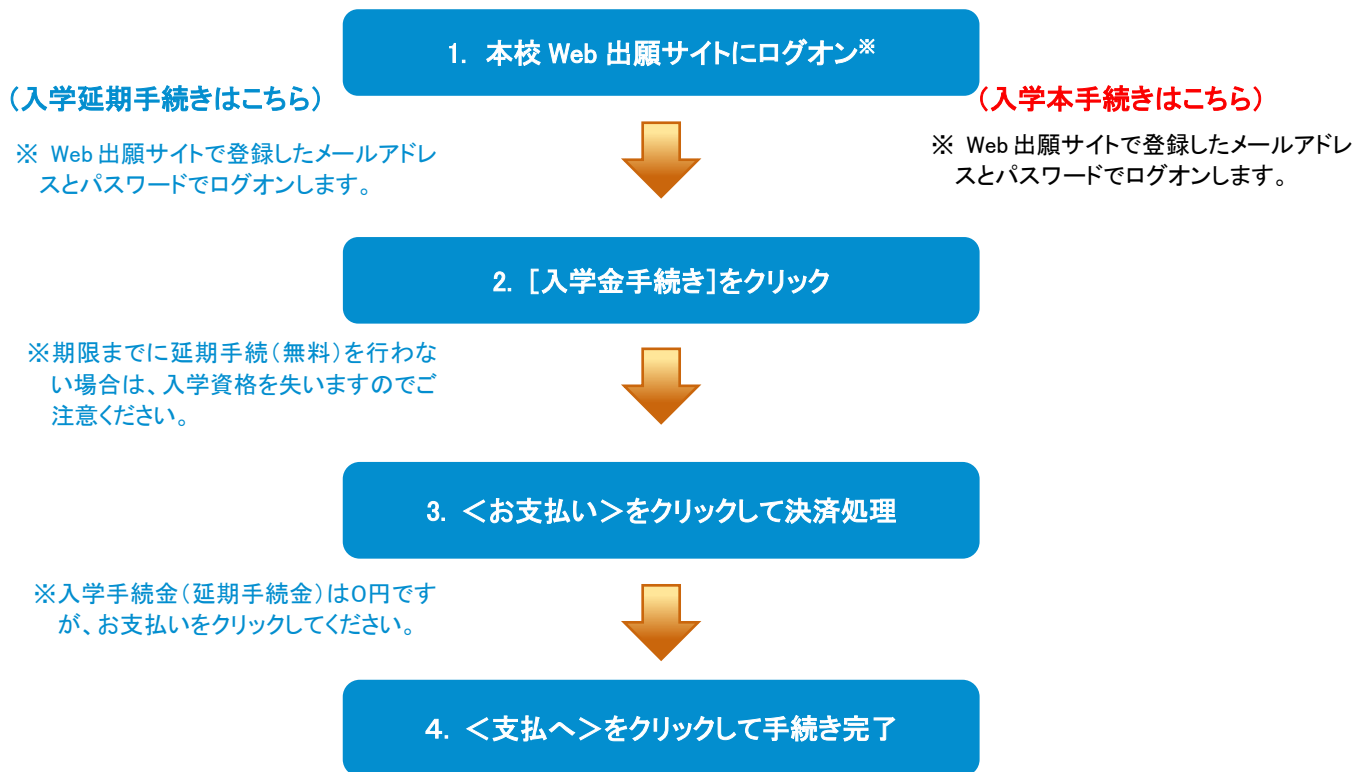 1. 本校 Web 出願サイトにログオン※
（入学延期手続きはこちら）
（入学本手続きはこちら）
※ Web 出願サイトで登録したメールアドレ
スとパスワードでログオンします。
※ Web 出願サイトで登録したメールアドレ
スとパスワードでログオンします。
2. ［入学金手続き］をクリック
※期限までに延期手続（無料）を行わな
い場合は、入学資格を失いますのでご
注意ください。
3. ＜お支払い＞をクリックして決済処理
※入学手続金（延期手続金）は0円です
が、お支払いをクリックしてください。
４. ＜支払へ＞をクリックして手続き完了